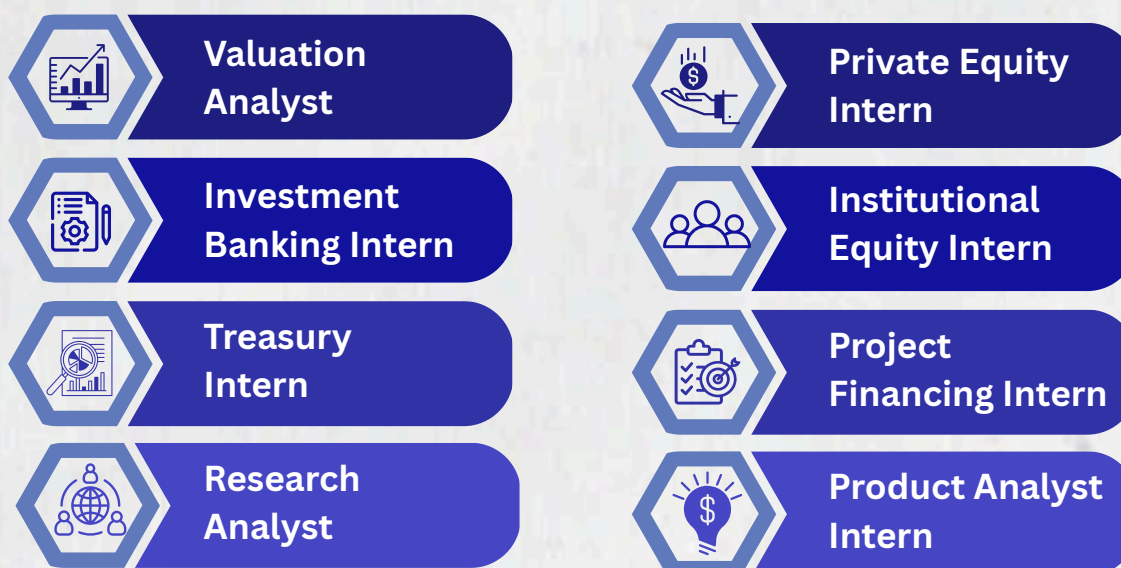 Valuation
Analyst
Investment
Banking Intern
Treasury
Intern
Research
Analyst
Private Equity
Intern
Institutional
Equity Intern
Project
Financing Intern
Product Analyst
Intern